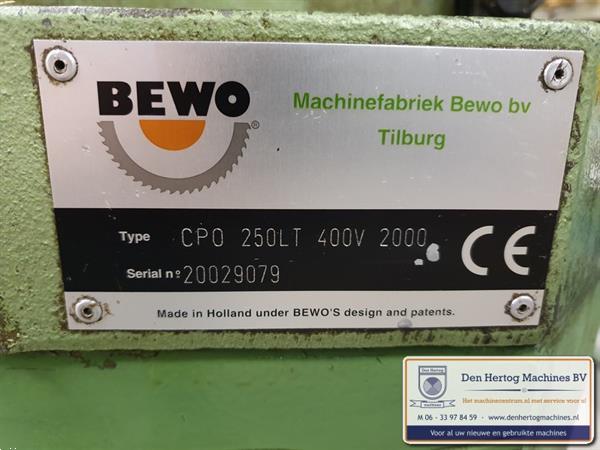 BEWO
®
Machinefabriek Bewo bv
Tilburg
Type CPO 250LT 400V 2000
Serial nº 20029079
CE
Made in Holland under BEWO'S design and patents.
Den Hertog Machines BV
Het machinecentrum.nl met service voor u!
M 06 - 33 97 84 59 - www.denhertogmachines.nl
Voor al uw nieuwe en gebruikte machines